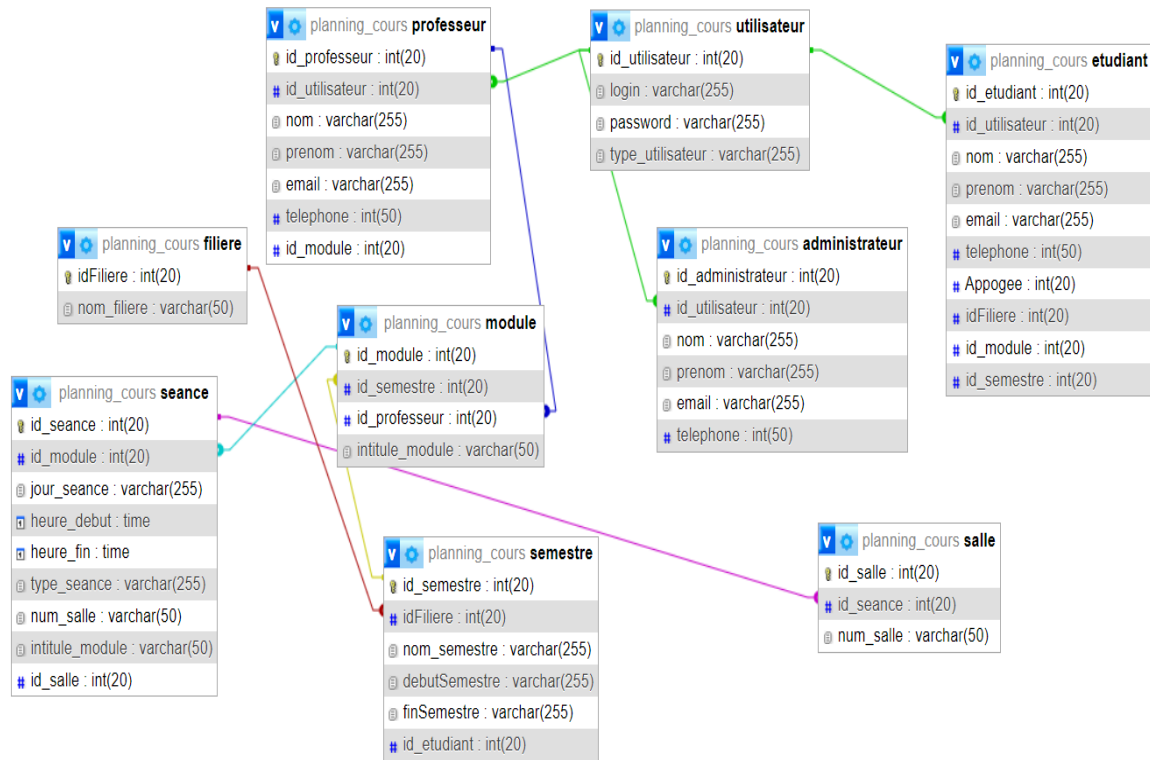 planning_cours professeur
id_professeur : int(20)
id_utilisateur : int(20)
nom : varchar(255)
prenom : varchar(255)
email : varchar(255)
telephone : int(50)
id_module : int(20)
planning_cours utilisateur
id_utilisateur : int(20)
login : varchar(255)
password : varchar(255)
type_utilisateur : varchar(255)
planning_cours etudiant
id_etudiant : int(20)
id_utilisateur : int(20)
nom : varchar(255)
prenom : varchar(255)
email : varchar(255)
telephone : int(50)
Appogee : int(20)
idFiliere : int(20)
id_module : int(20)
id_semestre : int(20)
planning_cours filiere
idFiliere : int(20)
nom_filiere : varchar(50)
planning_cours administrateur
id_administrateur : int(20)
id_utilisateur : int(20)
nom : varchar(255)
prenom : varchar(255)
email : varchar(255)
telephone : int(50)
planning_cours module
id_module : int(20)
id_semestre : int(20)
id_professeur : int(20)
intitule_module : varchar(50)
planning_cours seance
id_seance : int(20)
id_module : int(20)
jour_seance : varchar(255)
heure_debut : time
heure_fin : time
type_seance : varchar(255)
num_salle : varchar(50)
intitule_module : varchar(50)
id_salle : int(20)
planning_cours semestre
id_semestre : int(20)
idFiliere : int(20)
nom_semestre : varchar(255)
debutSemestre : varchar(255)
finSemestre : varchar(255)
id_etudiant : int(20)
planning_cours salle
id_salle : int(20)
id_seance : int(20)
num_salle : varchar(50)